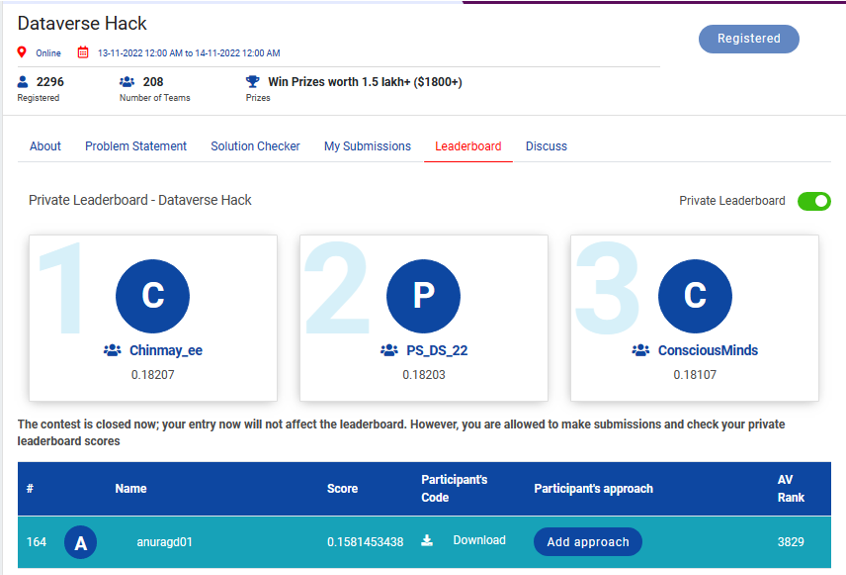 Dataverse Hack
Registered
Online 13-11-2022 12:00 AM to 14-11-2022 12:00 AM
2296 208 Win Prizes worth 1.5 lakh+ ($1800+)
Registered Number of Teams Prizes
About Problem Statement Solution Checker My Submissions Leaderboard Discuss
Private Leaderboard - Dataverse Hack Private Leaderboard
1 2 3
C P C
Chinmay_ee PS_DS_22 ConsciousMinds
0.18207 0.18203 0.18107
The contest is closed now; your entry now will not affect the leaderboard. However, you are allowed to make submissions and check your private
leaderboard scores
# Name Score Participant's Code Participant's approach AV Rank
164 A anuragd01 0.1581453438 Download Add approach 3829